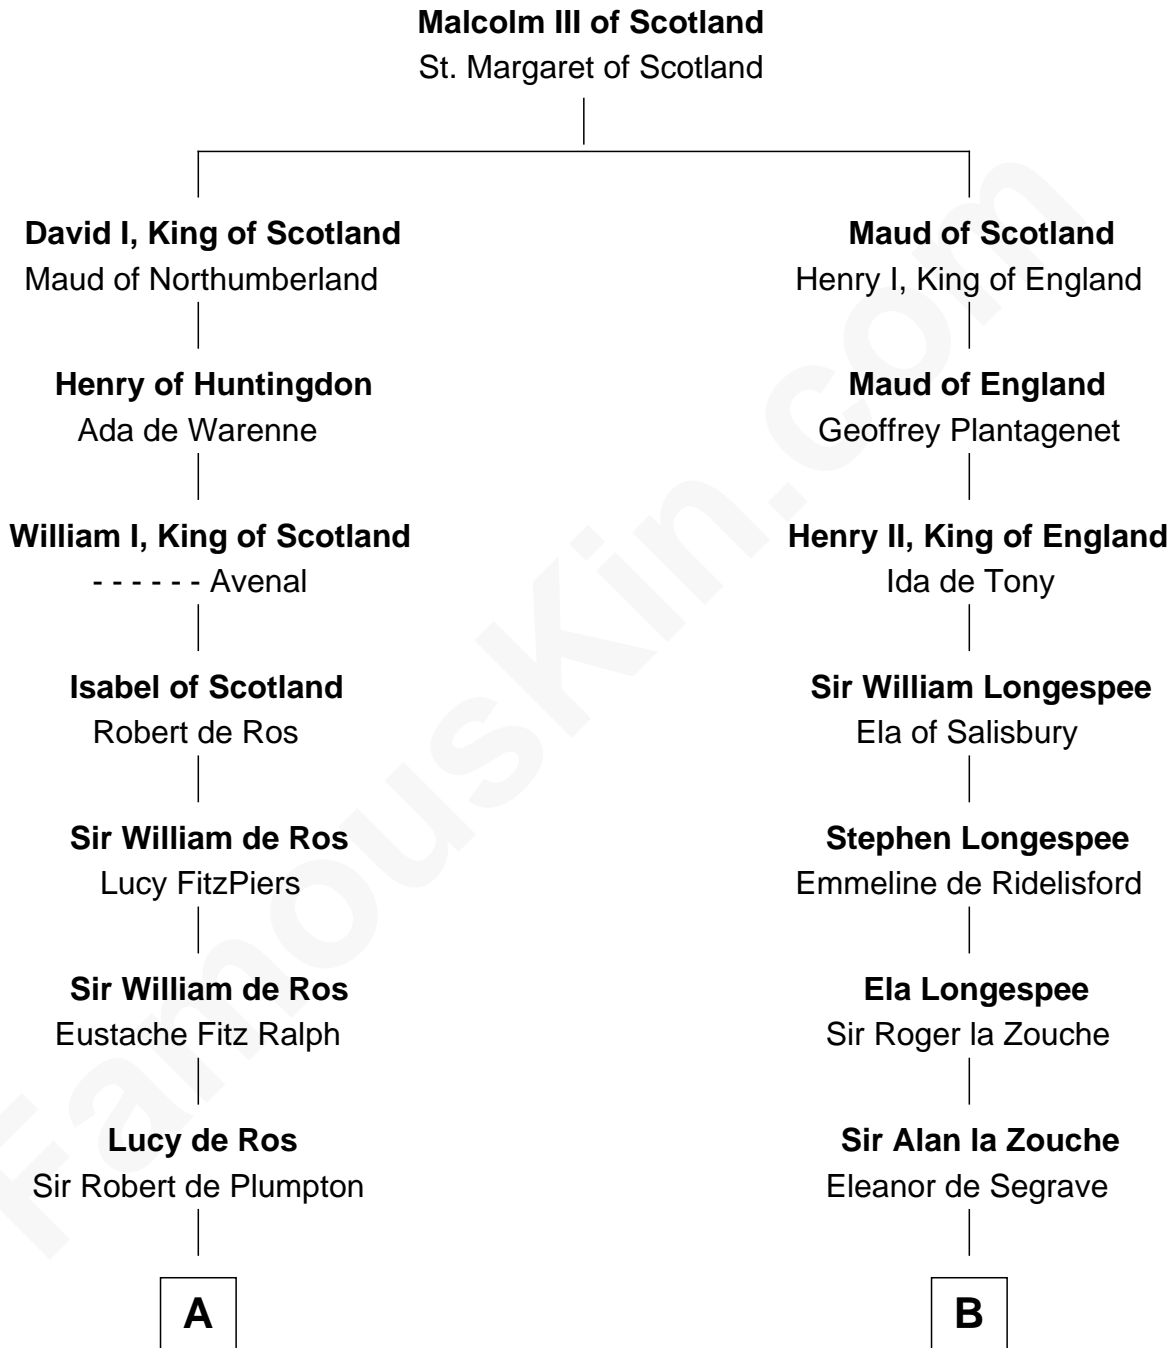 Malcolm III of Scotland
St. Margaret of Scotland
David I, King of Scotland
Maud of Northumberland
Maud of Scotland
Henry I, King of England
Henry of Huntingdon
Ada de Warenne
Maud of England
Geoffrey Plantagenet
William I, King of Scotland
- - - - - - Avenal
Henry II, King of England
Ida de Tony
Isabel of Scotland
Robert de Ros
Sir William Longespee
Ela of Salisbury
Sir William de Ros
Lucy FitzPiers
Stephen Longespee
Emmeline de Ridelisford
Sir William de Ros
Eustache Fitz Ralph
Ela Longespee
Sir Roger la Zouche
Lucy de Ros
Sir Robert de Plumpton
Sir Alan la Zouche
Eleanor de Segrave
A
B
FamousKin.com